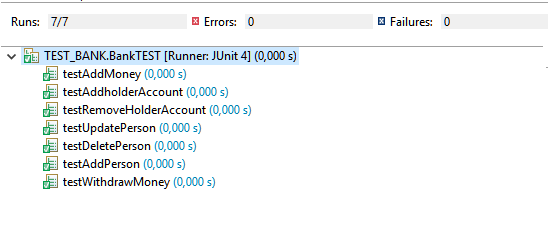 Runs: 7/7 Errors: 0 Failures: 0
TEST_BANK.BankTEST [Runner: JUnit 4] (0,000 s)
testAddMoney (0,000 s)
testAddholderAccount (0,000 s)
testRemoveHolderAccount (0,000 s)
testUpdatePerson (0,000 s)
testDeletePerson (0,000 s)
testAddPerson (0,000 s)
testWithdrawMoney (0,000 s)